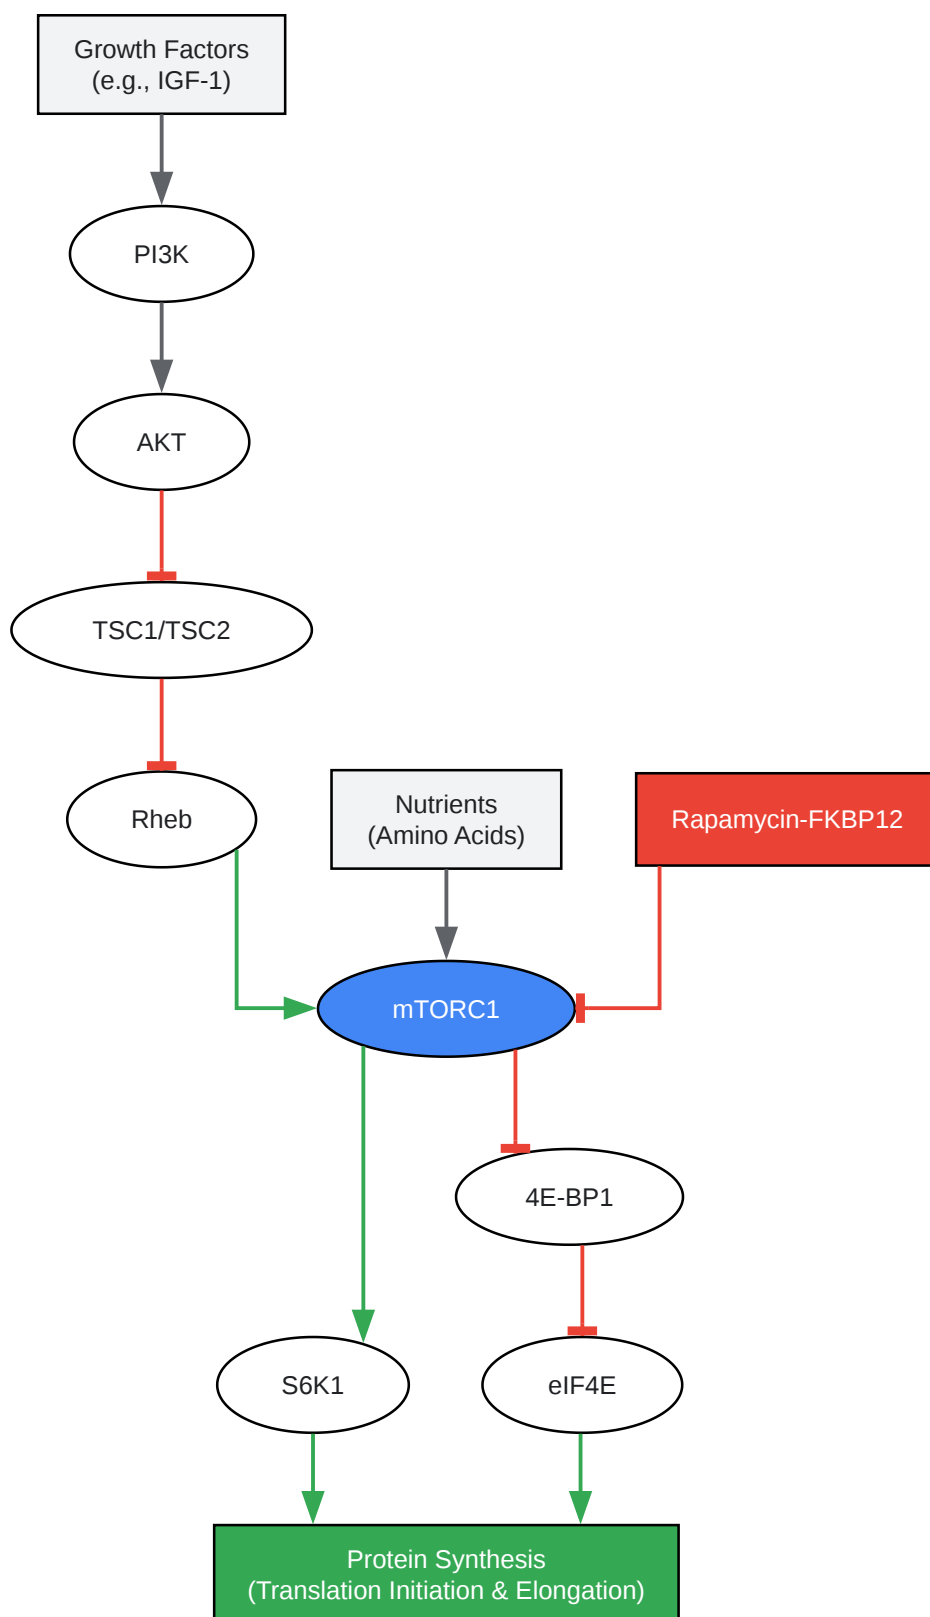 Growth Factors
(e.g., IGF-1)
PI3K
AKT
TSC1/TSC2
Rheb
Nutrients
(Amino Acids)
Rapamycin-FKBP12
mTORC1
4E-BP1
S6K1
eIF4E
Protein Synthesis
(Translation Initiation & Elongation)